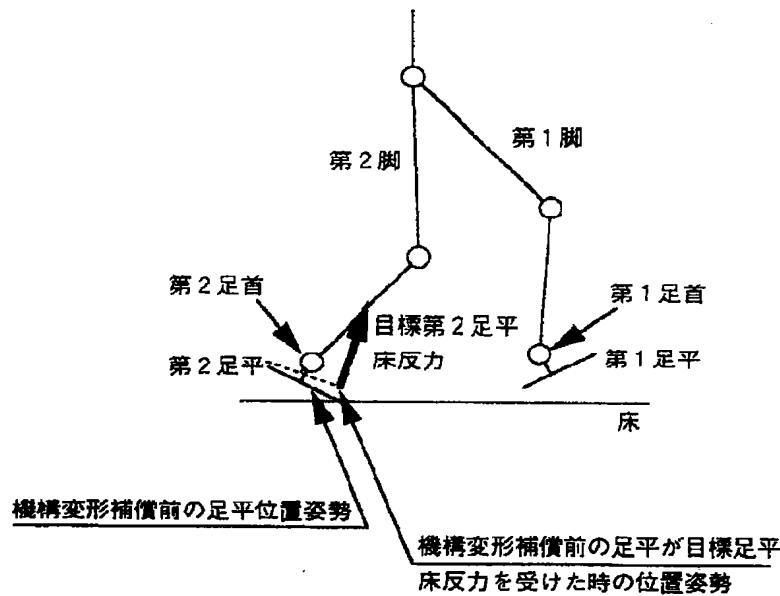 第１脚
第２脚
第２足首
第１足首
目標第２足平
床反力
第２足平
第１足平
床
機構変形補償前の足平位置姿勢
機構変形補償前の足平が目標足平
床反力を受けた時の位置姿勢